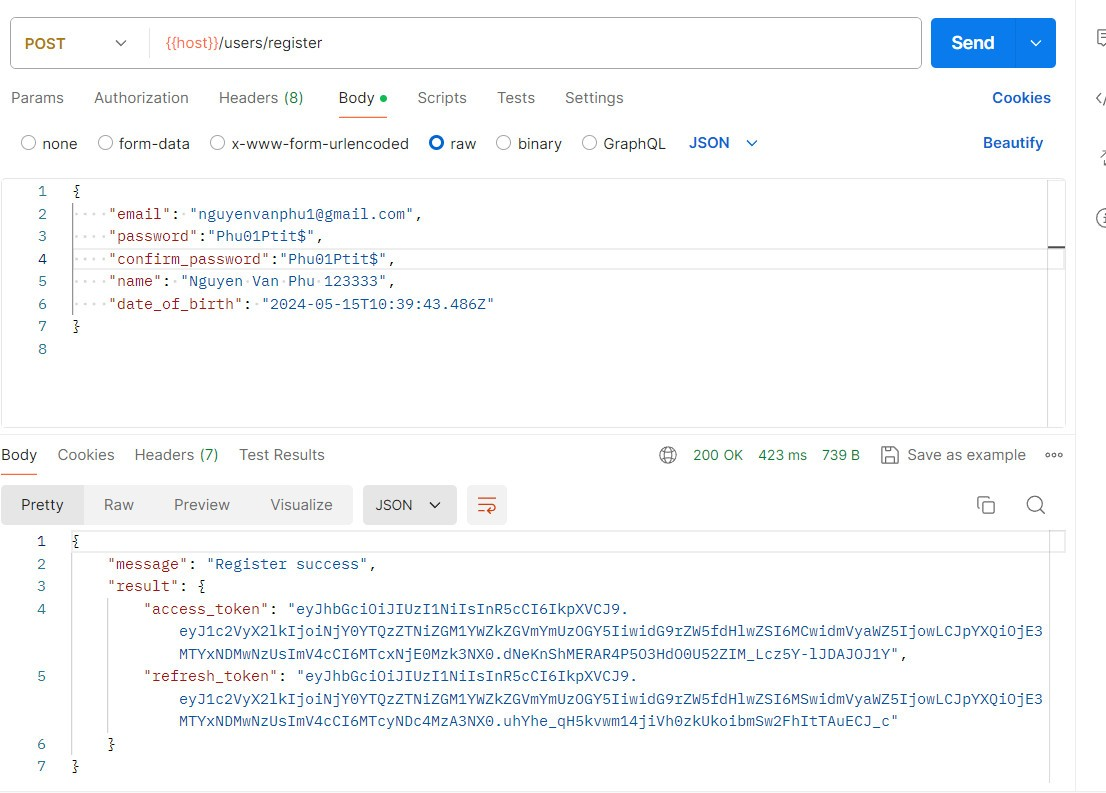 POST {{host}}/users/register Send
Params Authorization Headers (8) Body Scripts Tests Settings Cookies
none form-data x-www-form-urlencoded raw binary GraphQL JSON Beautify
1 {
2 "email": "nguyenvanphu1@gmail.com",
3 "password":"Phu01Ptit$",
4 "confirm_password":"Phu01Ptit$",
5 "name": "Nguyen Van Phu 123333",
6 "date_of_birth": "2024-05-15T10:39:43.486Z"
7 }
8
Body Cookies Headers (7) Test Results 200 OK 423 ms 739 B Save as example
Pretty Raw Preview Visualize JSON
1 {
2 "message": "Register success",
3 "result": {
4 "access_token": "eyJhbGciOiJIUzI1NiIsInR5cCI6IkpXVCJ9.
eyJ1c2VyX2lkIjoiNjY0YTQzZTNiZGM1YWZkZGVmYmUzOGY5IiwidG9rZW5fdHlwZSI6MCwidmVyaWZ5IjowLCJpYXQiOjE3
MTYxNDMwNzUsImV4cCI6MTcxNjE0Mzk3NX0.dNeKnShMERAR4P5O3HdO0U52ZIM_Lcz5Y-lJDAJOJ1Y",
5 "refresh_token": "eyJhbGciOiJIUzI1NiIsInR5cCI6IkpXVCJ9.
eyJ1c2VyX2lkIjoiNjY0YTQzZTNiZGM1YWZkZGVmYmUzOGY5IiwidG9rZW5fdHlwZSI6MSwidmVyaWZ5IjowLCJpYXQiOjE3
MTYxNDMwNzUsImV4cCI6MTcyNDc4MzA3NX0.uhYhe_qH5kvwm14jiVh0zkUkoibmSw2FhItTAuECJ_c"
6 }
7 }